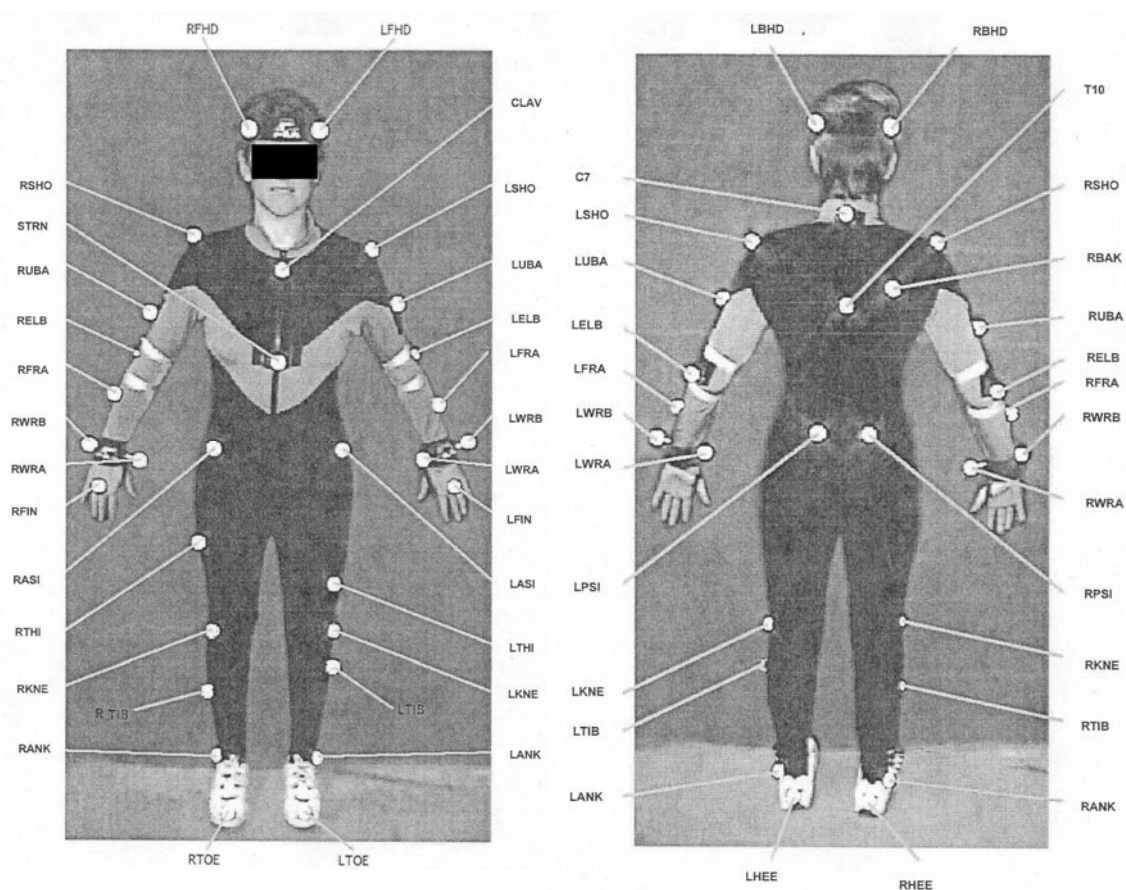 RFHD LFHD
CLAV
RSHO LSHO
STRN
RUBA LUBA
RELB LELB
RFRA LFRA
RWRB LWRB
RWRA LWRA
RFIN LFIN
RASI LASI
RTHI LTHI
RKNE LKNE
RTIB LTIB
RANK LANK
RTOE LTOE
LBHD RBHD
T10
C7 RSHO
LSHO
LUBA RBAK
RUBA
LELB RELB
LFRA RFRA
LWRB RWRB
LWRA RWRA
LPSI RPSI
LKNE RKNE
LTIB RTIB
LANK RANK
LHEE RHEE